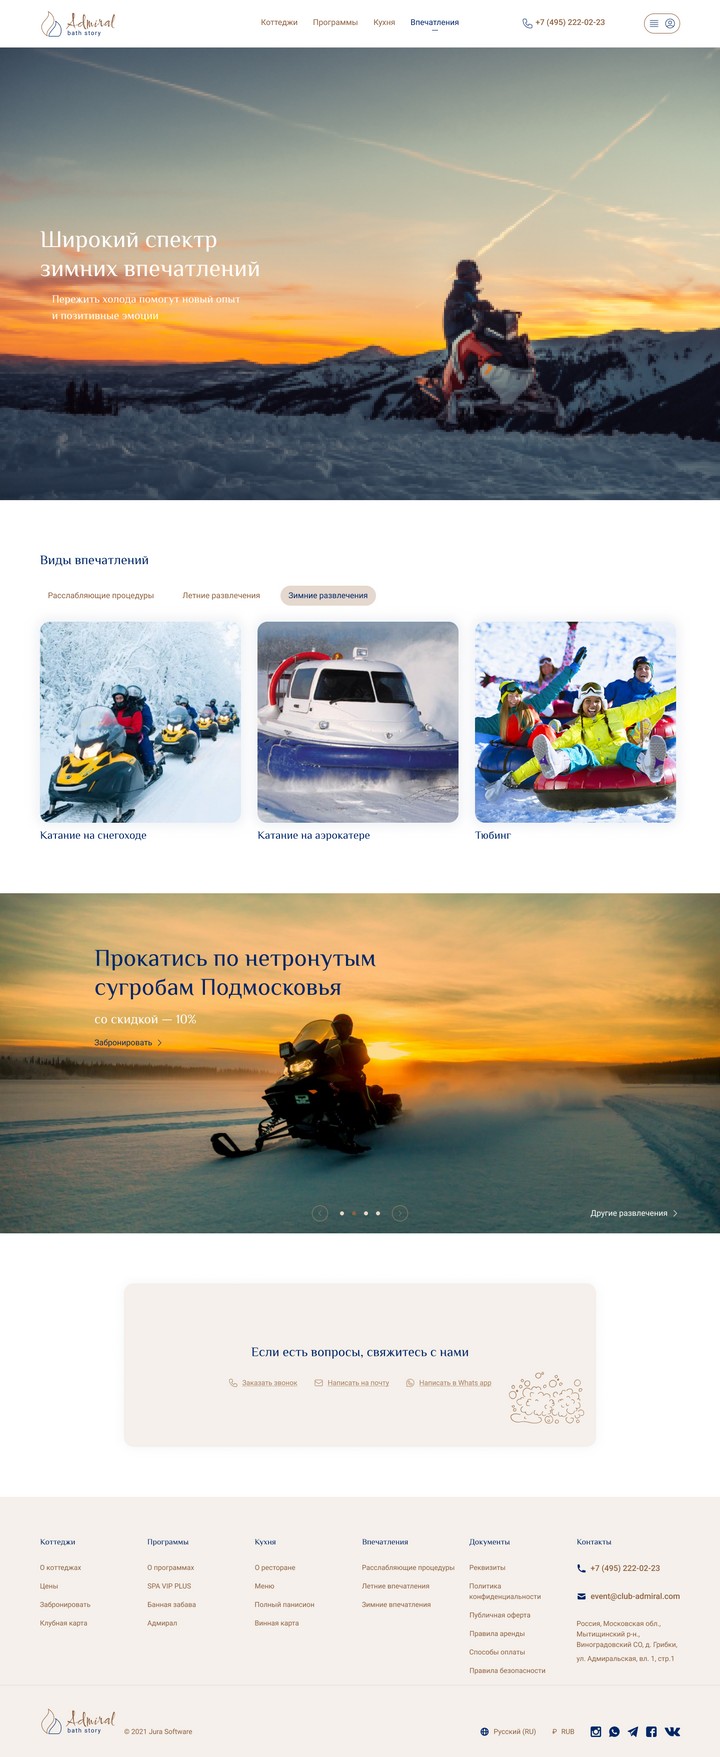 Admiral
bath story
Коттеджи
Программы
Кухня
Впечатления
+7 (495) 222-02-23
Широкий спектр
зимних впечатлений
Пережить холода помогут новый опыт
и позитивные эмоции
Виды впечатлений
Расслабляющие процедуры
Летние развлечения
Зимние развлечения
Катание на снегоходе
Катание на аэрокатере
Тюбинг
Прокатись по нетронутым
сугробам Подмосковья
со скидкой — 10%
Забронировать
Другие развлечения
Если есть вопросы, свяжитесь с нами
Заказать звонок
Написать на почту
Написать в Whats app
Коттеджи
О коттеджах
Цены
Забронировать
Клубная карта
Программы
О программах
SPA VIP PLUS
Банная забава
Адмирал
Кухня
О ресторане
Меню
Полный панисион
Винная карта
Впечатления
Расслабляющие процедуры
Летние впечатления
Зимние впечатления
Документы
Реквизиты
Политика
конфиденциальности
Публичная оферта
Правила аренды
Способы оплаты
Правила безопасности
Контакты
+7 (495) 222-02-23
event@club-admiral.com
Россия, Московская обл.,
Мытищинский р-н.,
Виноградовский СО, д. Грибки,
ул. Адмиральская, вл. 1, стр.1
Admiral
bath story
© 2021 Jura Software
Русский (RU)
₽ RUB